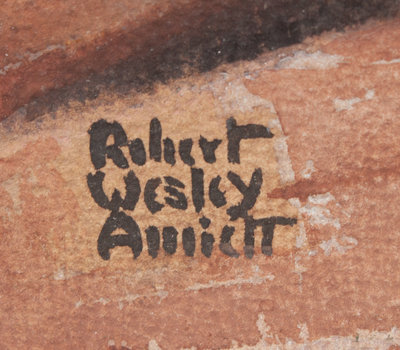 Robert
Wesley
Amick